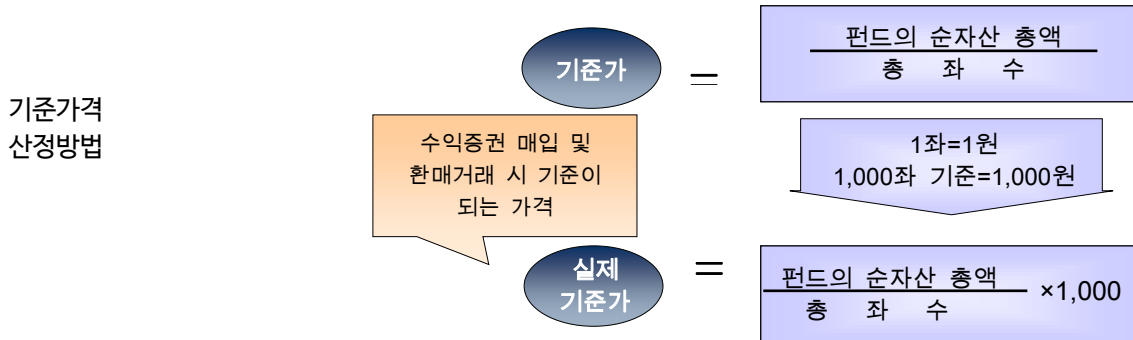 기준가격
산정방법
기준가
=
펀드의 순자산 총액
총 좌 수
수익증권 매입 및
환매거래 시 기준이
되는 가격
1좌=1원
1,000좌 기준=1,000원
실제
기준가
=
펀드의 순자산 총액
총 좌 수
×1,000